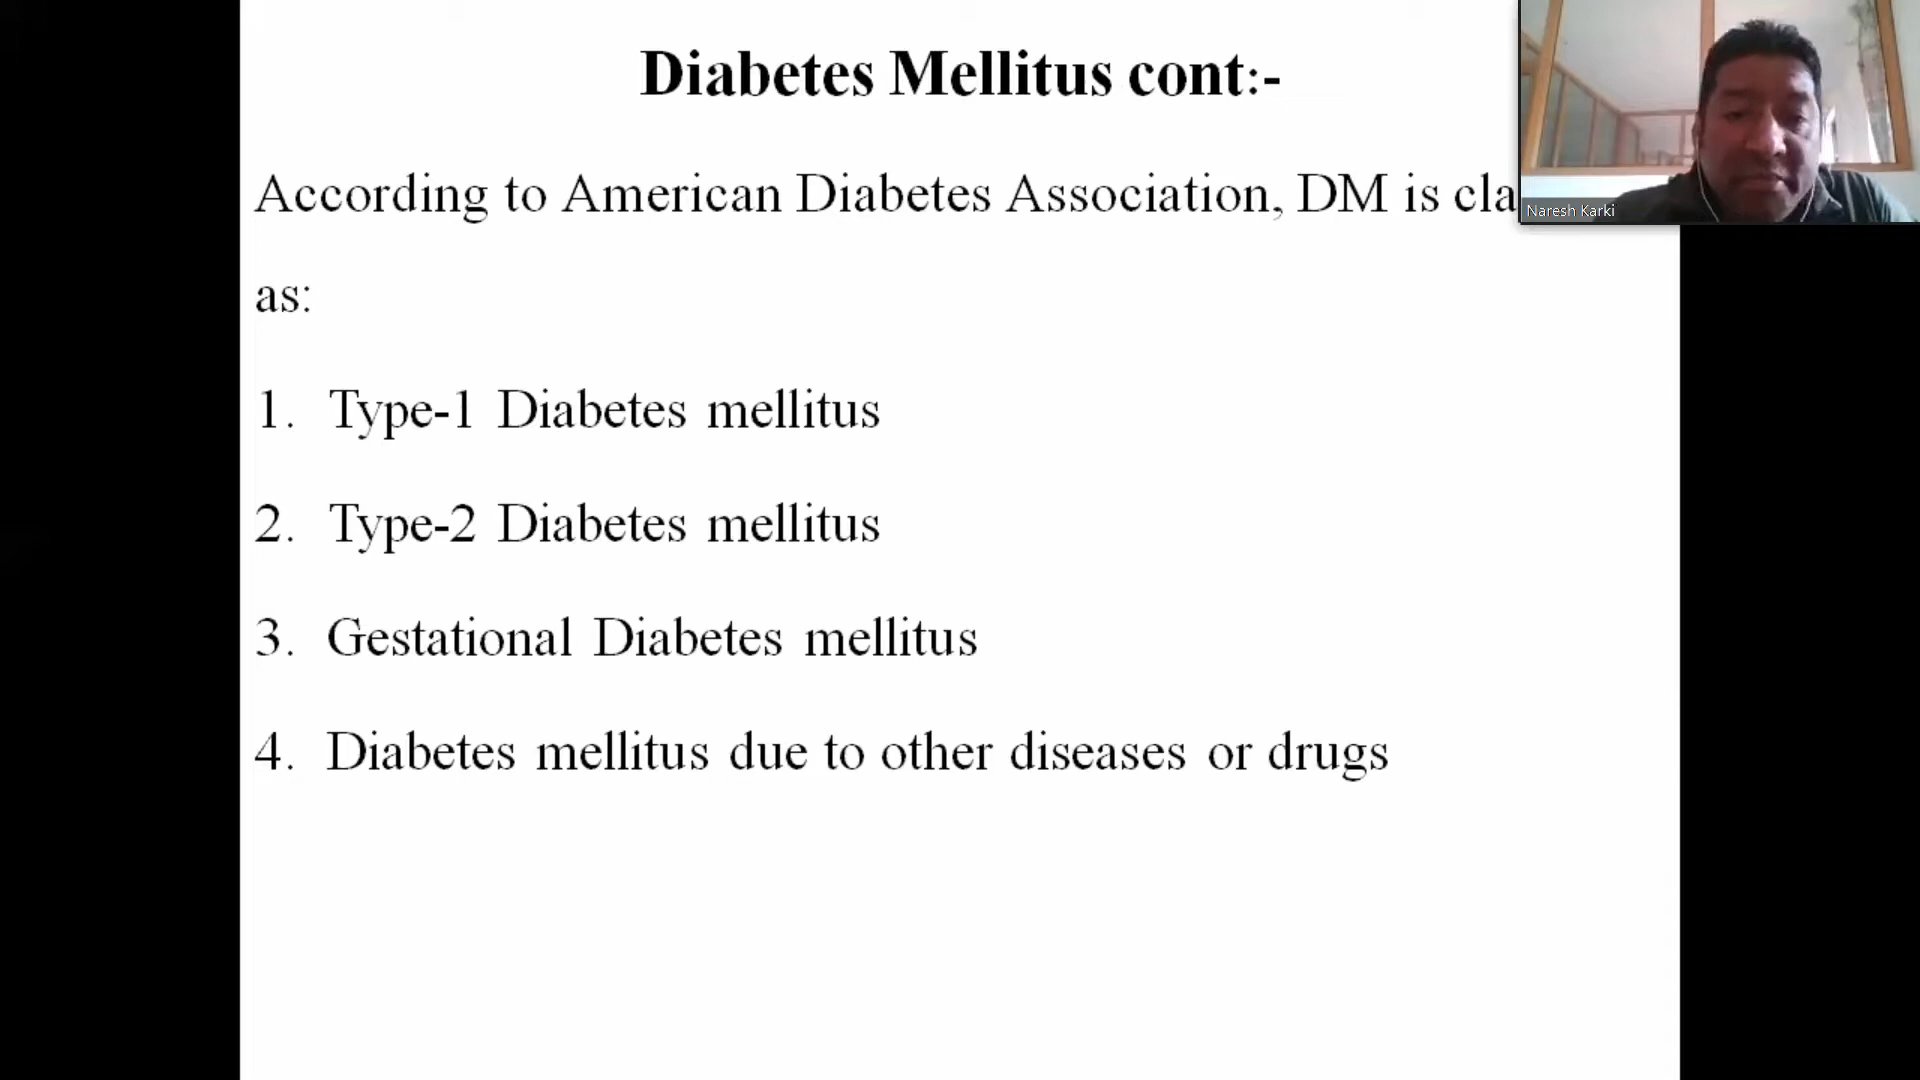 Diabetes Mellitus cont:-
According to American Diabetes Association, DM is
as:
1. Type-1 Diabetes mellitus
2. Type-2 Diabetes mellitus
3. Gestational Diabetes mellitus
4. Diabetes mellitus due to other diseases or drugs
Naresh Karki